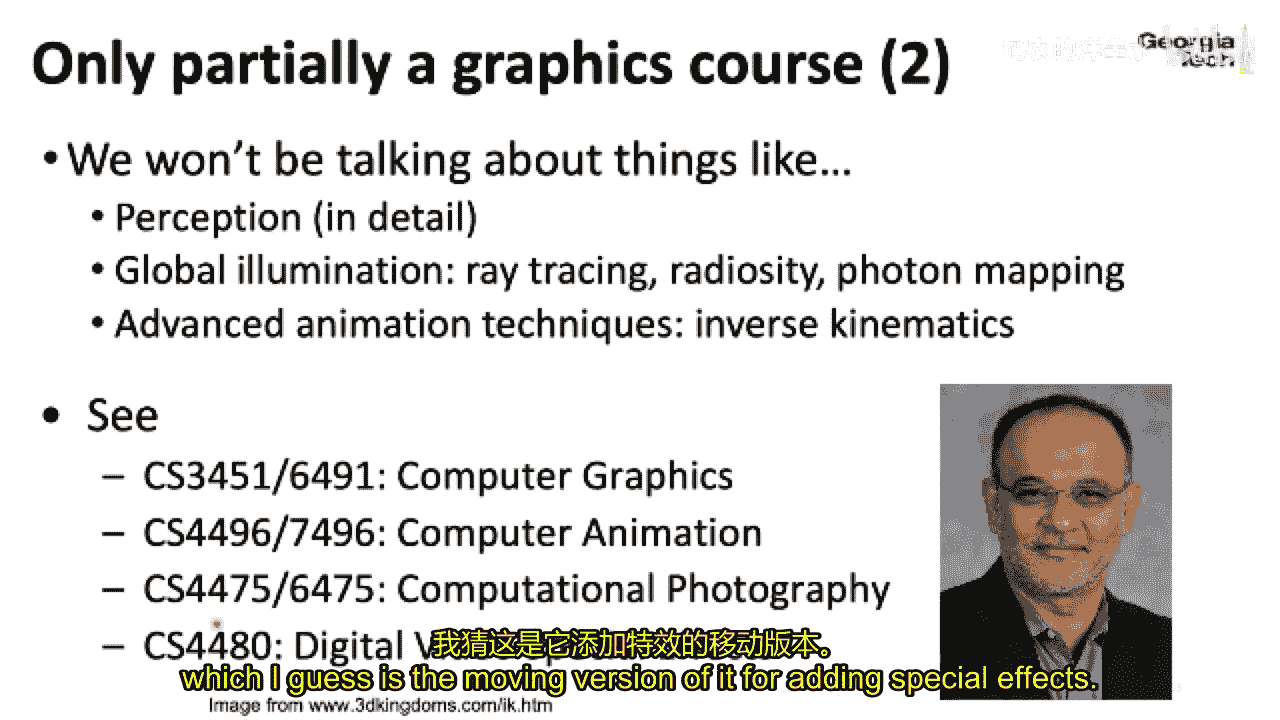 Only partially a graphics course (2)
Georgia
Tech
• We won't be talking about things like...
• Perception (in detail)
• Global illumination: ray tracing, radiosity, photon mapping
• Advanced animation techniques: inverse kinematics
• See
– CS3451/6491: Computer Graphics
– CS4496/7496: Computer Animation
– CS4475/6475: Computational Photography
– CS4480: Digital
我猜这是它添加特效的移动版本。
which I guess is the moving version of it for adding special effects.
Image from www.3dkingdoms.com/ik.htm